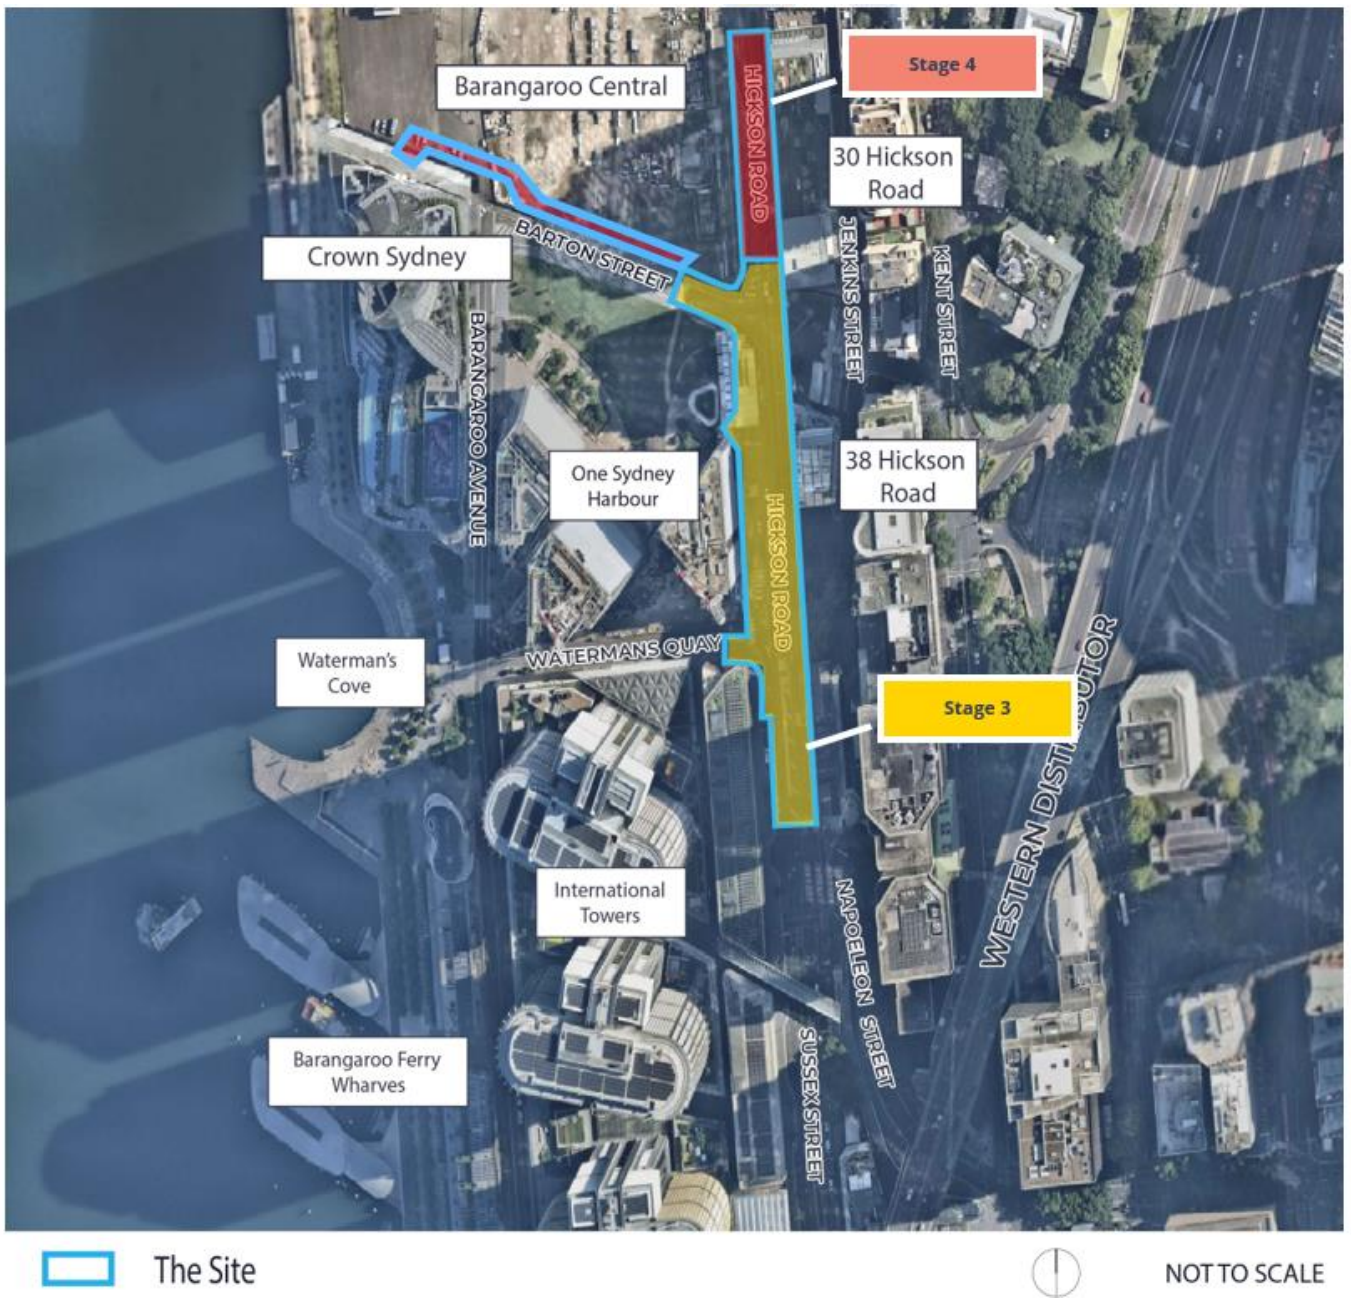 Stage 4
HICKSON ROAD
Barangaroo Central
30 Hickson
Road
BARTON STREET
Crown Sydney
JENKINS STREET
KENT STREET
BARANGAROO AVENUE
One Sydney
Harbour
38 Hickson
Road
HICKSON ROAD
WATERMANS QUAY
Waterman's
Cove
Stage 3
WESTERN DISTRIBUTOR
International
Towers
NAPOELEON STREET
Barangaroo Ferry
Wharves
SUSSEX STREET
The Site
NOT TO SCALE